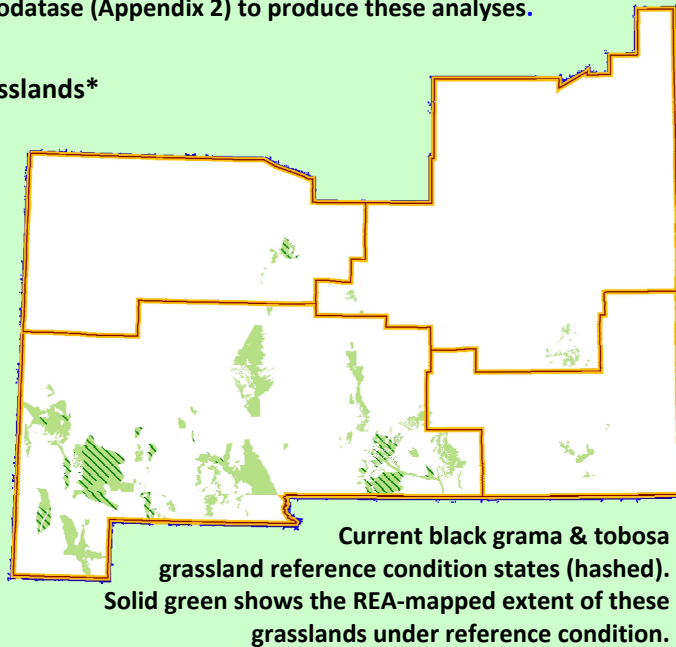 odatase (Appendix 2) to produce these analyses.
sslands*
Current black grama & tobosa
grassland reference condition states (hashed).
Solid green shows the REA-mapped extent of these
grasslands under reference condition.